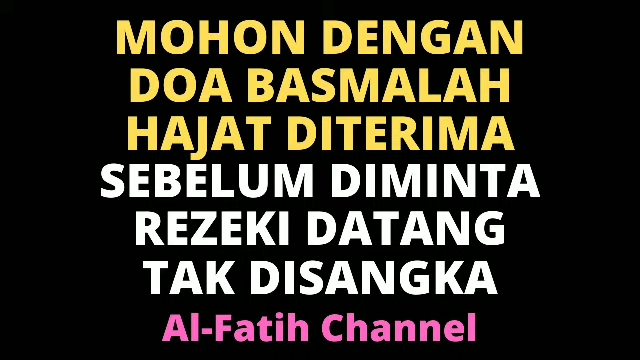 MOHON DENGAN
DOA BASMALAH
HAJAT DITERIMA
SEBELUM DIMINTA
REZEKI DATANG
TAK DISANGKA
Al-Fatih Channel